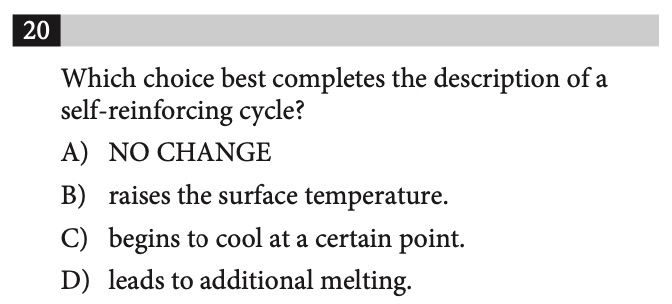 20
Which choice best completes the description of a
self-reinforcing cycle?
A) NO CHANGE
B) raises the surface temperature.
C) begins to cool at a certain point.
D) leads to additional melting.